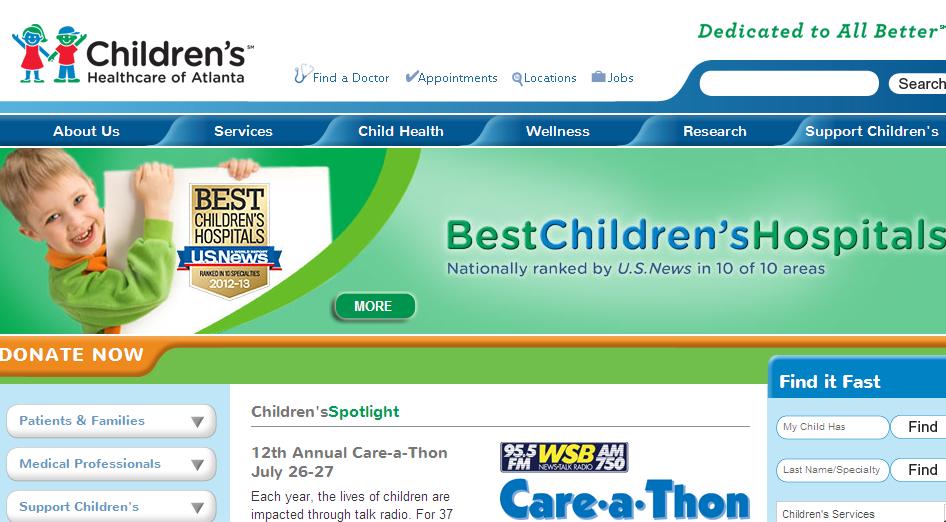 Children's℠
Healthcare of Atlanta
Dedicated to All Better℠
Find a Doctor
Appointments
Locations
Jobs
Search
About Us
Services
Child Health
Wellness
Research
Support Children's
BEST
CHILDREN'S
HOSPITALS
U.S.News
RANKED IN 10 SPECIALTIES
2012-13
BestChildren'sHospitals
Nationally ranked by U.S.News in 10 of 10 areas
MORE
DONATE NOW
Find it Fast
Patients & Families
Medical Professionals
Support Children's
Children'sSpotlight
12th Annual Care-a-Thon
July 26-27
Each year, the lives of children are
impacted through talk radio. For 37
95.5 FM WSB AM 750
NEWS-TALK RADIO
Care•a•Thon
My Child Has
Find
Last Name/Specialty
Find
Children's Services